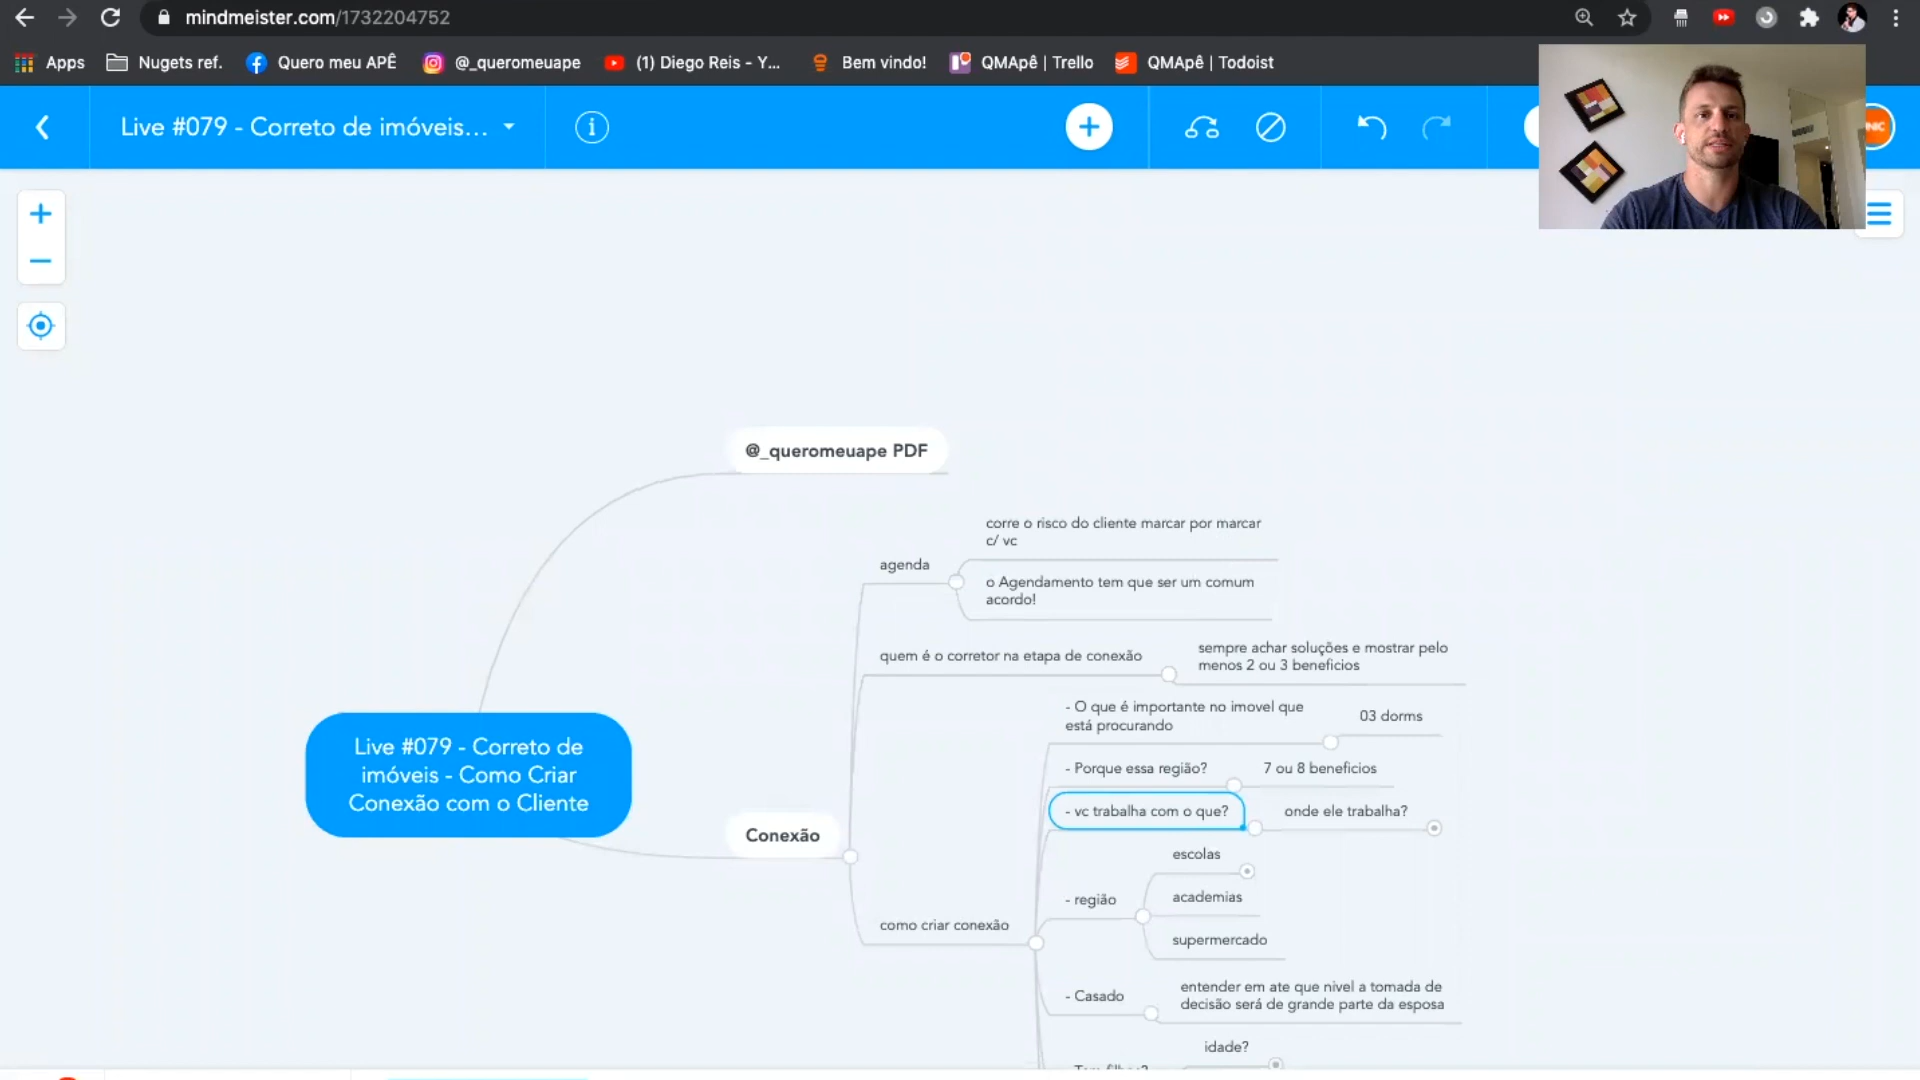 mindmeister.com/1732204752
Apps
Nugets ref.
Quero meu APÊ
@_queromeuape
(1) Diego Reis - Y...
Bem vindo!
QMApê | Trello
QMApê | Todoist
Live #079 - Correto de imóveis...
@_queromeuape PDF
corre o risco do cliente marcar por marcar
c/ vc
agenda
o Agendamento tem que ser um comum
acordo!
quem é o corretor na etapa de conexão
sempre achar soluções e mostrar pelo
menos 2 ou 3 beneficios
- O que é importante no imovel que
está procurando
03 dorms
- Porque essa região?
7 ou 8 beneficios
- vc trabalha com o que?
onde ele trabalha?
Live #079 - Correto de
imóveis - Como Criar
Conexão com o Cliente
Conexão
escolas
- região
academias
como criar conexão
supermercado
- Casado
entender em ate que nivel a tomada de
decisão será de grande parte da esposa
idade?